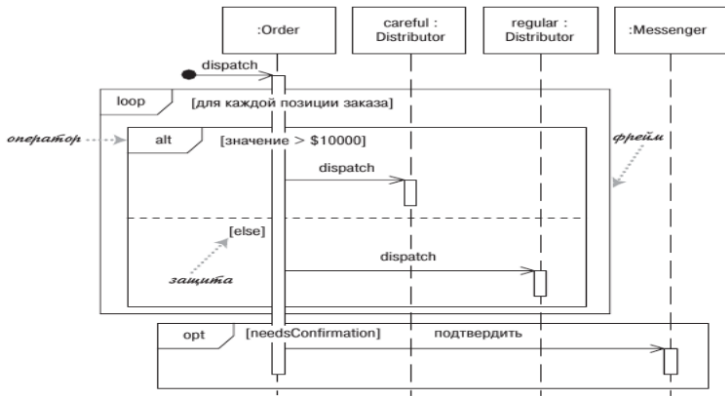 :Order
careful :
Distributor
regular :
Distributor
:Messenger
dispatch
loop
[для каждой позиции заказа]
оператор
alt
[значение > $10000]
фрейм
dispatch
[else]
защита
dispatch
opt
[needsConfirmation]
подтвердить